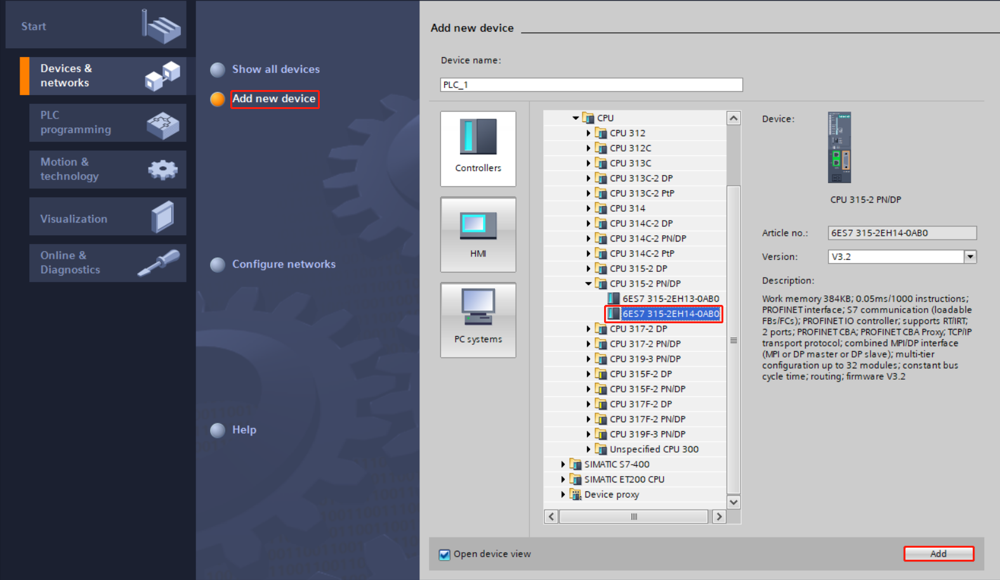 Start
Devices &
networks
PLC
programming
Motion &
technology
Visualization
Online &
Diagnostics
Show all devices
Add new device
Configure networks
Help
Add new device
Device name:
PLC_1
Controllers
HMI
PC systems
CPU
CPU 312
CPU 312C
CPU 313C
CPU 313C-2 DP
CPU 313C-2 PtP
CPU 314
CPU 314C-2 DP
CPU 314C-2 PN/DP
CPU 314C-2 PtP
CPU 315-2 DP
CPU 315-2 PN/DP
6ES7 315-2EH13-0AB0
6ES7 315-2EH14-0AB0
CPU 317-2 DP
CPU 317-2 PN/DP
CPU 319-3 PN/DP
CPU 315F-2 DP
CPU 315F-2 PN/DP
CPU 317F-2 DP
CPU 317F-2 PN/DP
CPU 319F-3 PN/DP
Unspecified CPU 300
SIMATIC S7-400
SIMATIC ET200 CPU
Device proxy
Device:
CPU 315-2 PN/DP
Article no.: 6ES7 315-2EH14-0AB0
Version: V3.2
Description:
Work memory 384KB; 0.05ms/1000 instructions;
PROFINET interface; S7 communication (loadable
FBs/FCs); PROFINET IO controller; supports RT/IRT;
2 ports; PROFINET CBA; PROFINET CBA Proxy; TCP/IP
transport protocol; combined MPI/DP interface
(MPI or DP master or DP slave); multi-tier
configuration up to 32 modules; constant bus
cycle time; routing; firmware V3.2
Open device view
Add